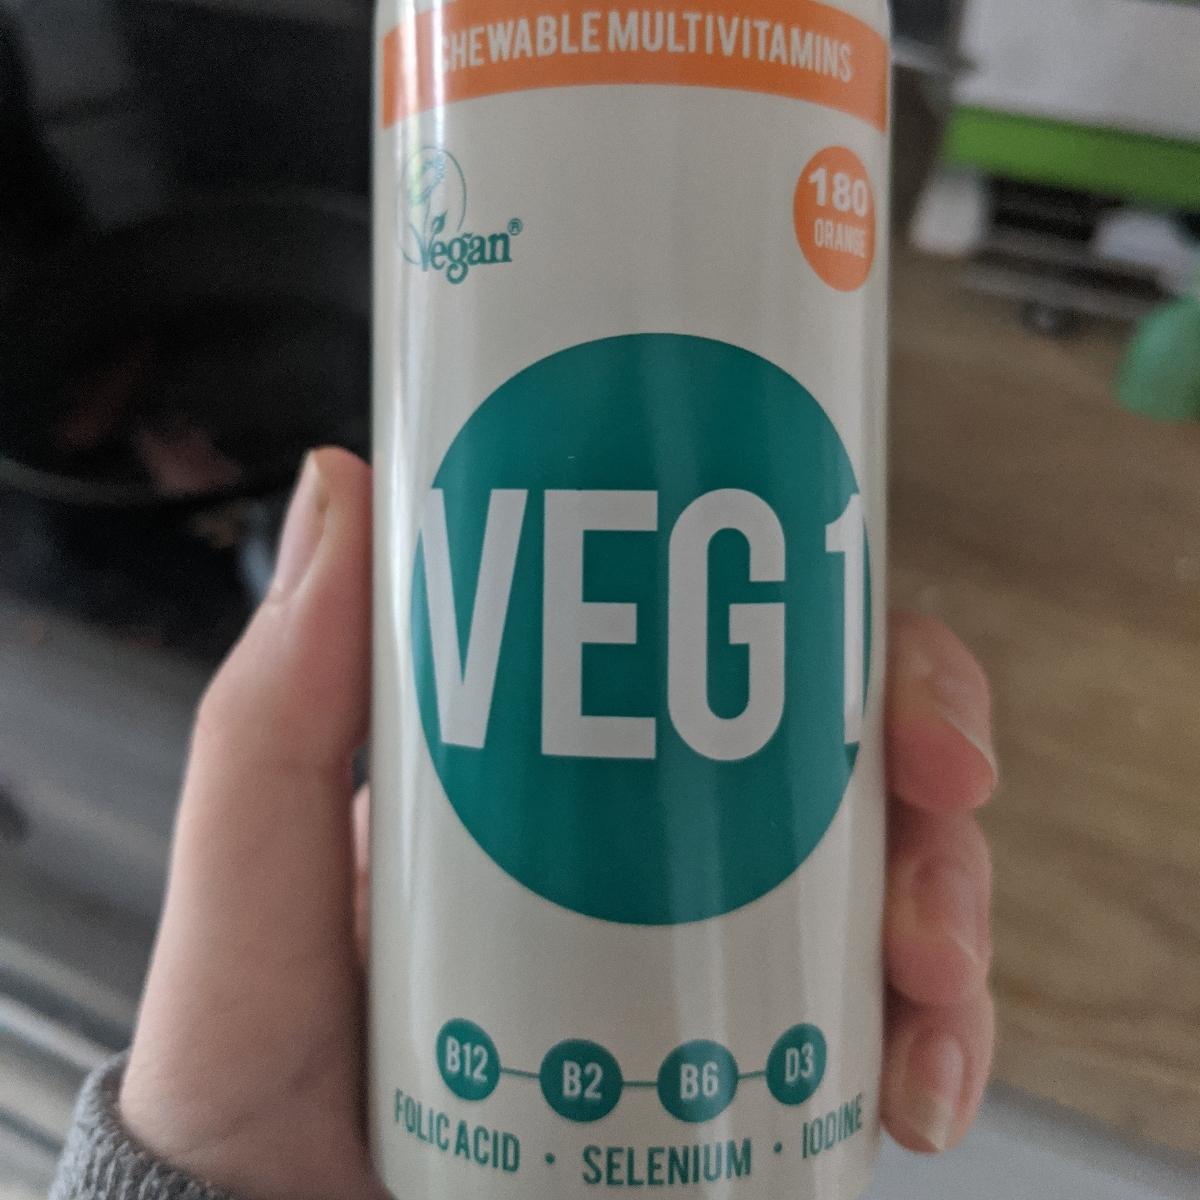 CHEWABLE MULTIVITAMINS
Vegan®
180
ORANGE
VEG 1
B12 B2 B6 D3
FOLIC ACID • SELENIUM • IODINE